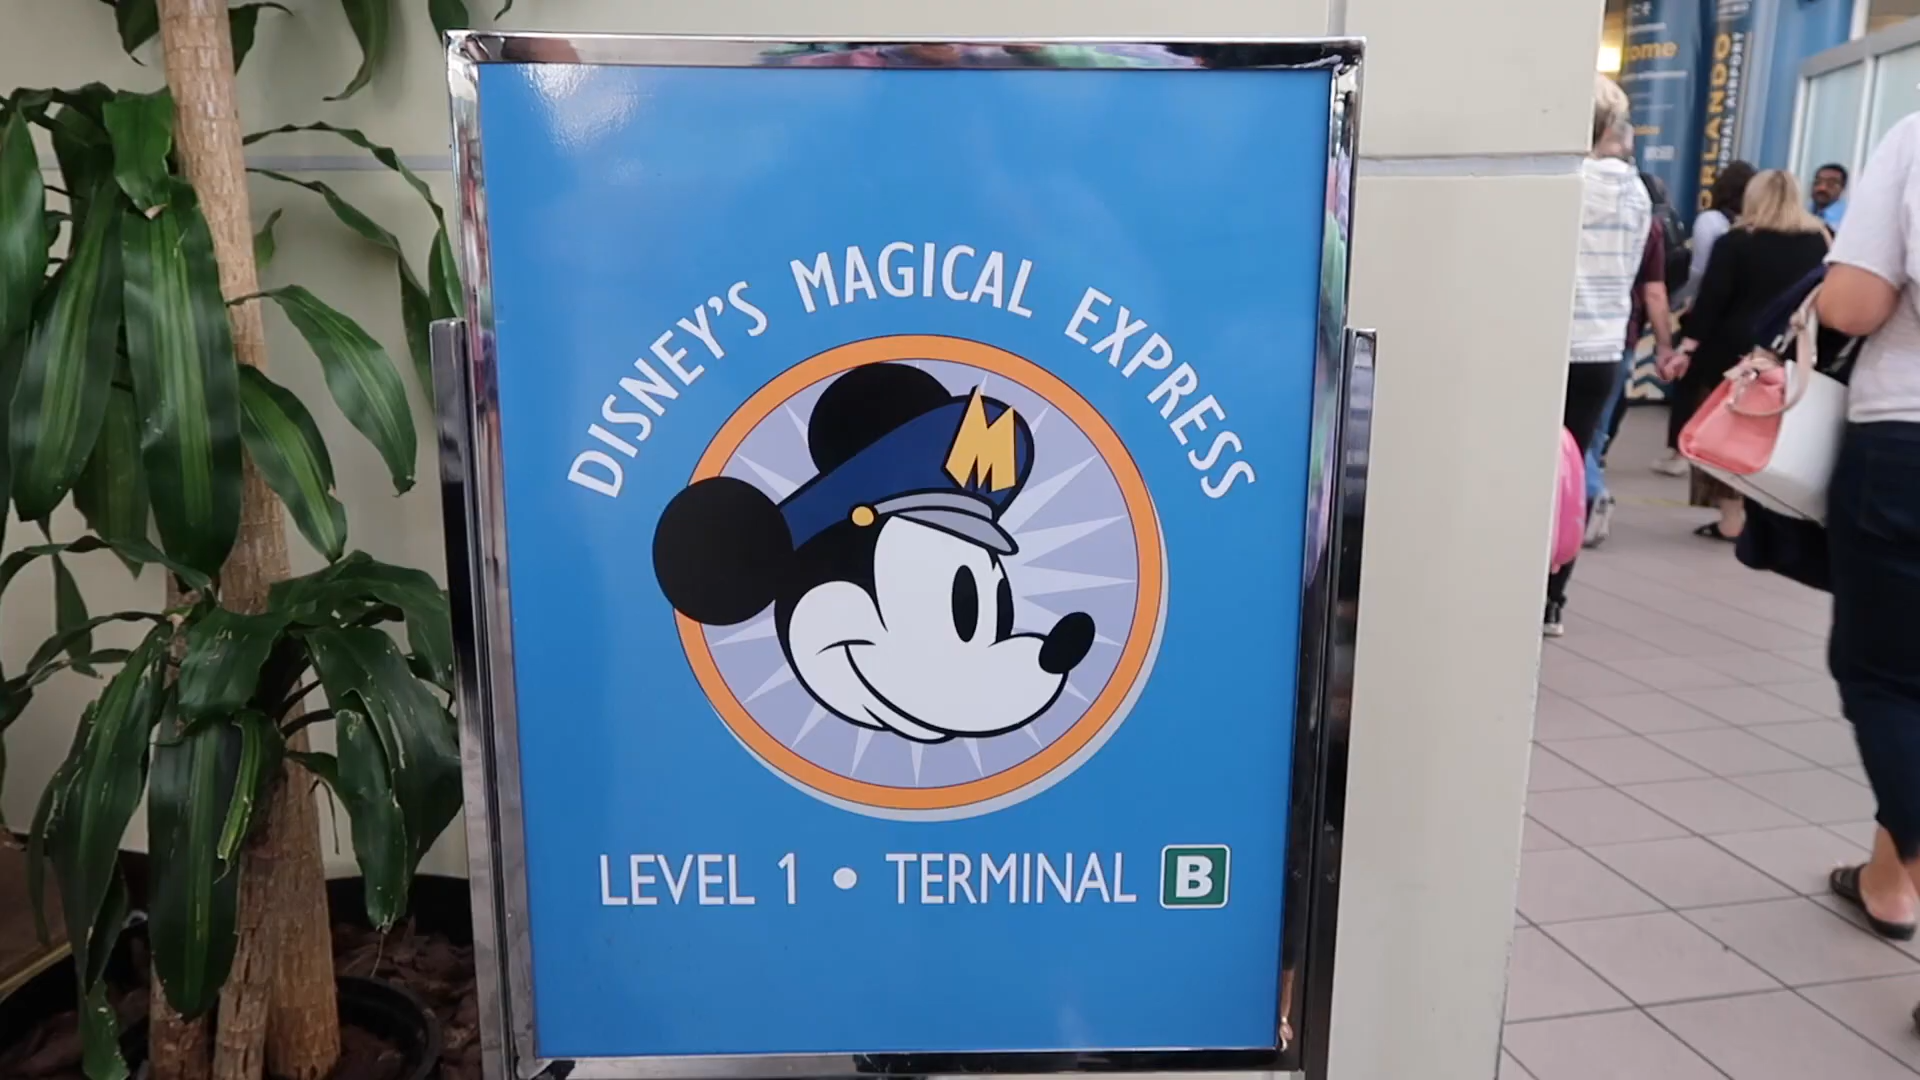 DISNEY'S MAGICAL EXPRESS
M
LEVEL 1 • TERMINAL B
ORLANDO